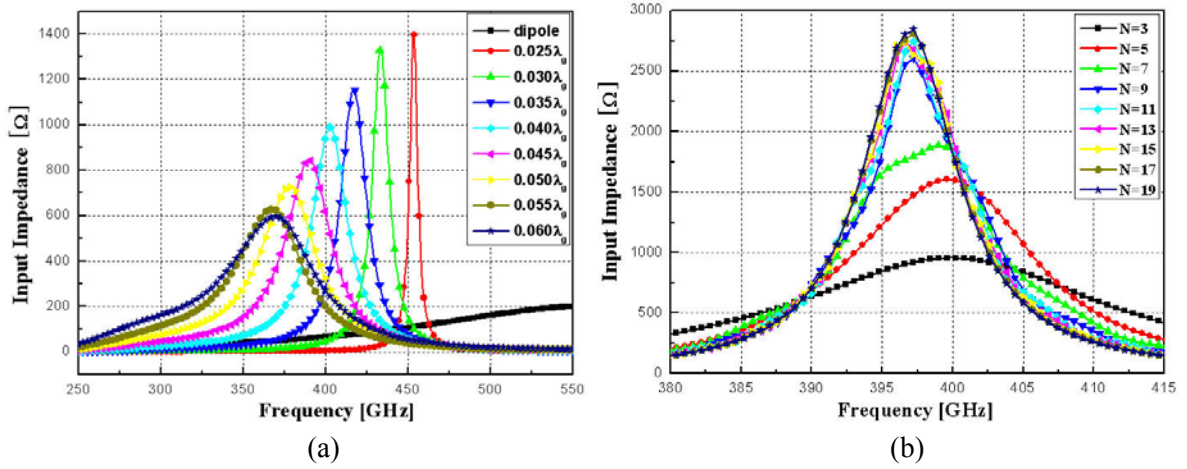 1400
1200
1000
800
600
400
200
0
Input Impedance [Ω]
250
300
350
400
450
500
550
Frequency [GHz]
dipole
0.025λg
0.030λg
0.035λg
0.040λg
0.045λg
0.050λg
0.055λg
0.060λg
(a)
3000
2500
2000
1500
1000
500
0
Input Impedance [Ω]
380
385
390
395
400
405
410
415
Frequency [GHz]
N=3
N=5
N=7
N=9
N=11
N=13
N=15
N=17
N=19
(b)